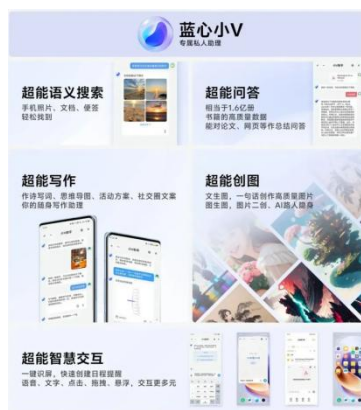 蓝心小V
专属私人助理
超能语义搜索
手机照片、文档、便签
轻松找到
超能问答
相当于1.6亿册
书籍的高质量数据
能对论文、网页等作总结问答
超能写作
作诗写词、思维导图、活动方案、社交圈文案
你的随身写作助理
超能创图
文生图，一句话创作高质量图片
图生图，图片二创、AI路人隐身
超能智慧交互
一键识屏，快速创建日程提醒
语音、文字、点击、拖拽、悬浮，交互更多元